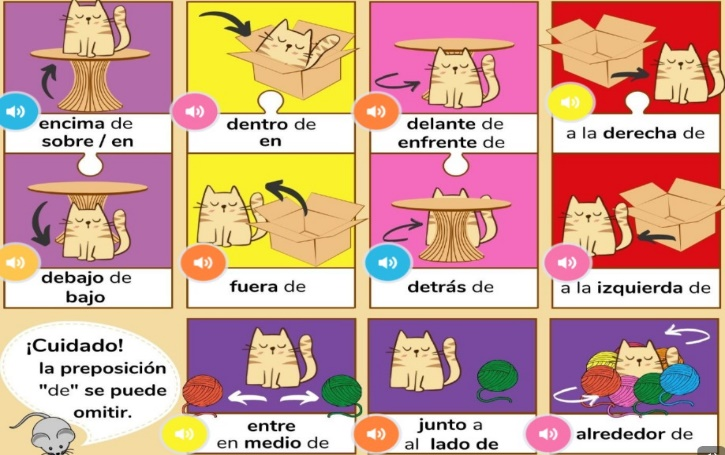 encima de
sobre / en
dentro de
en
delante de
enfrente de
a la derecha de
debajo de
bajo
fuera de
detrás de
a la izquierda de
¡Cuidado!
la preposición
"de" se puede
omitir.
entre
en medio de
junto a
al lado de
alrededor de